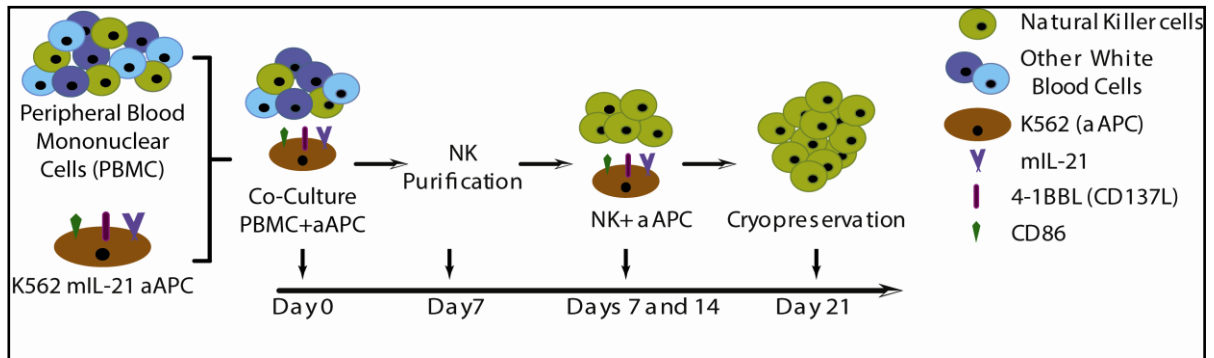 Peripheral Blood
Mononuclear
Cells (PBMC)
K562 mIL-21 aAPC
Co-Culture
PBMC+aAPC
NK
Purification
NK+aAPC
Cryopreservation
Day 0
Day7
Days 7 and 14
Day 21
Natural Killer cells
Other White
Blood Cells
K562 (aAPC)
mIL-21
4-1BBL (CD137L)
CD86